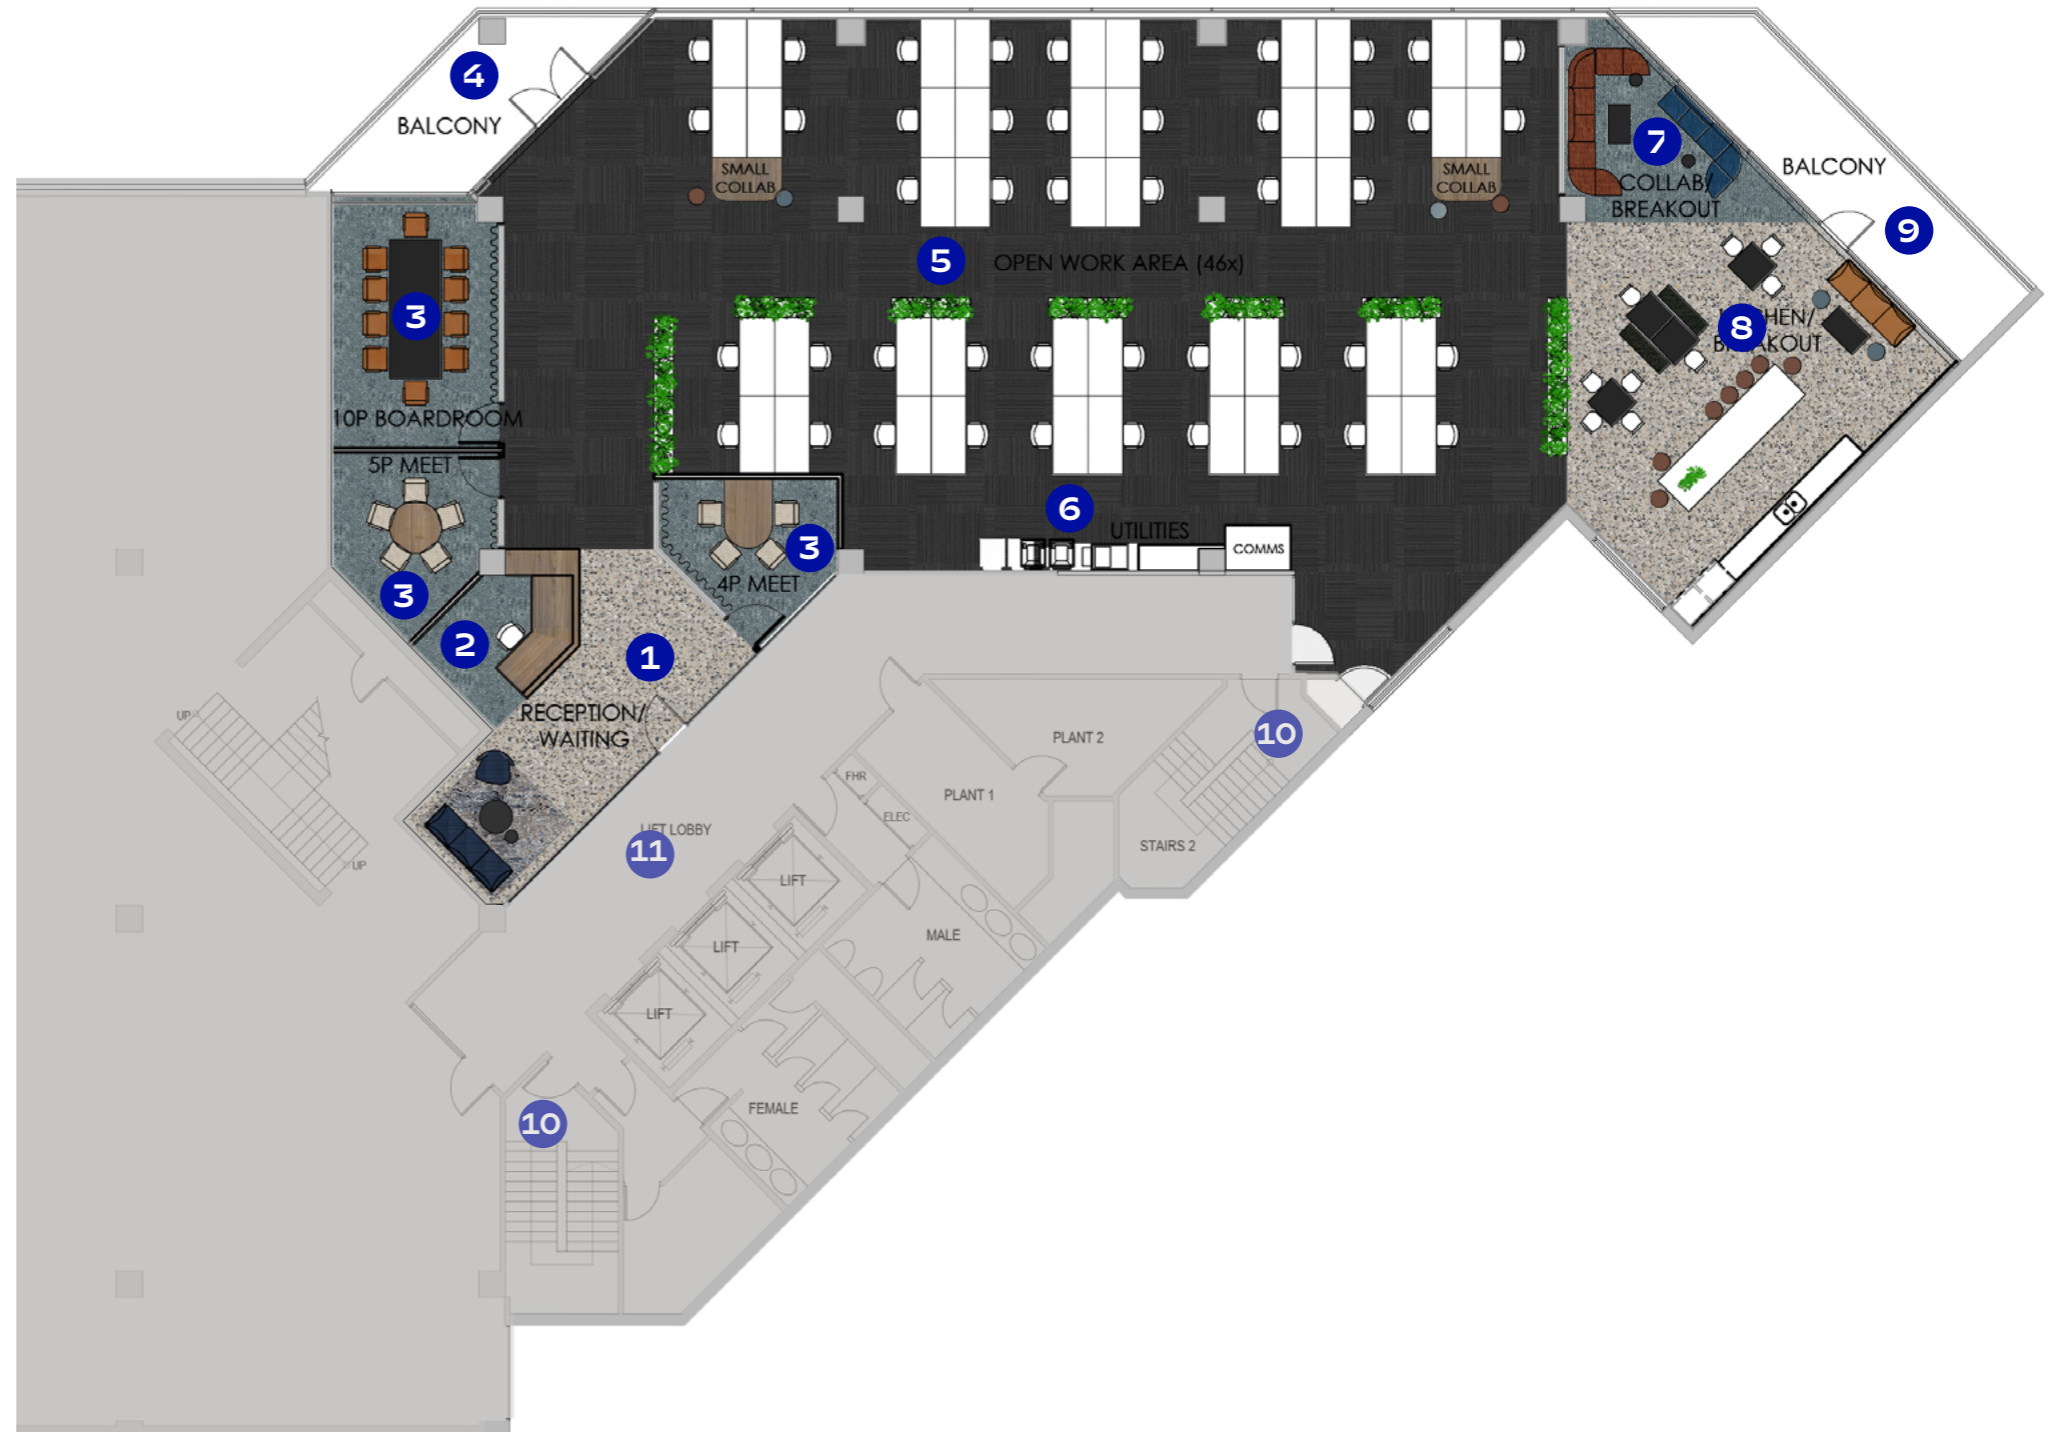 4
BALCONY
SMALL
COLLAB
SMALL
COLLAB
7
COLLAB/
BREAKOUT
BALCONY
9
5
OPEN WORK AREA (46x)
3
10P BOARDROOM
8
5P MEET
3
2
1
RECEPTION/
WAITING
3
4P MEET
6
UTILITIES
COMMS
UP
UP
PLANT 2
10
FHR
PLANT 1
ELEC
STAIRS 2
LIFT LOBBY
11
LIFT
LIFT
LIFT
MALE
FEMALE
10